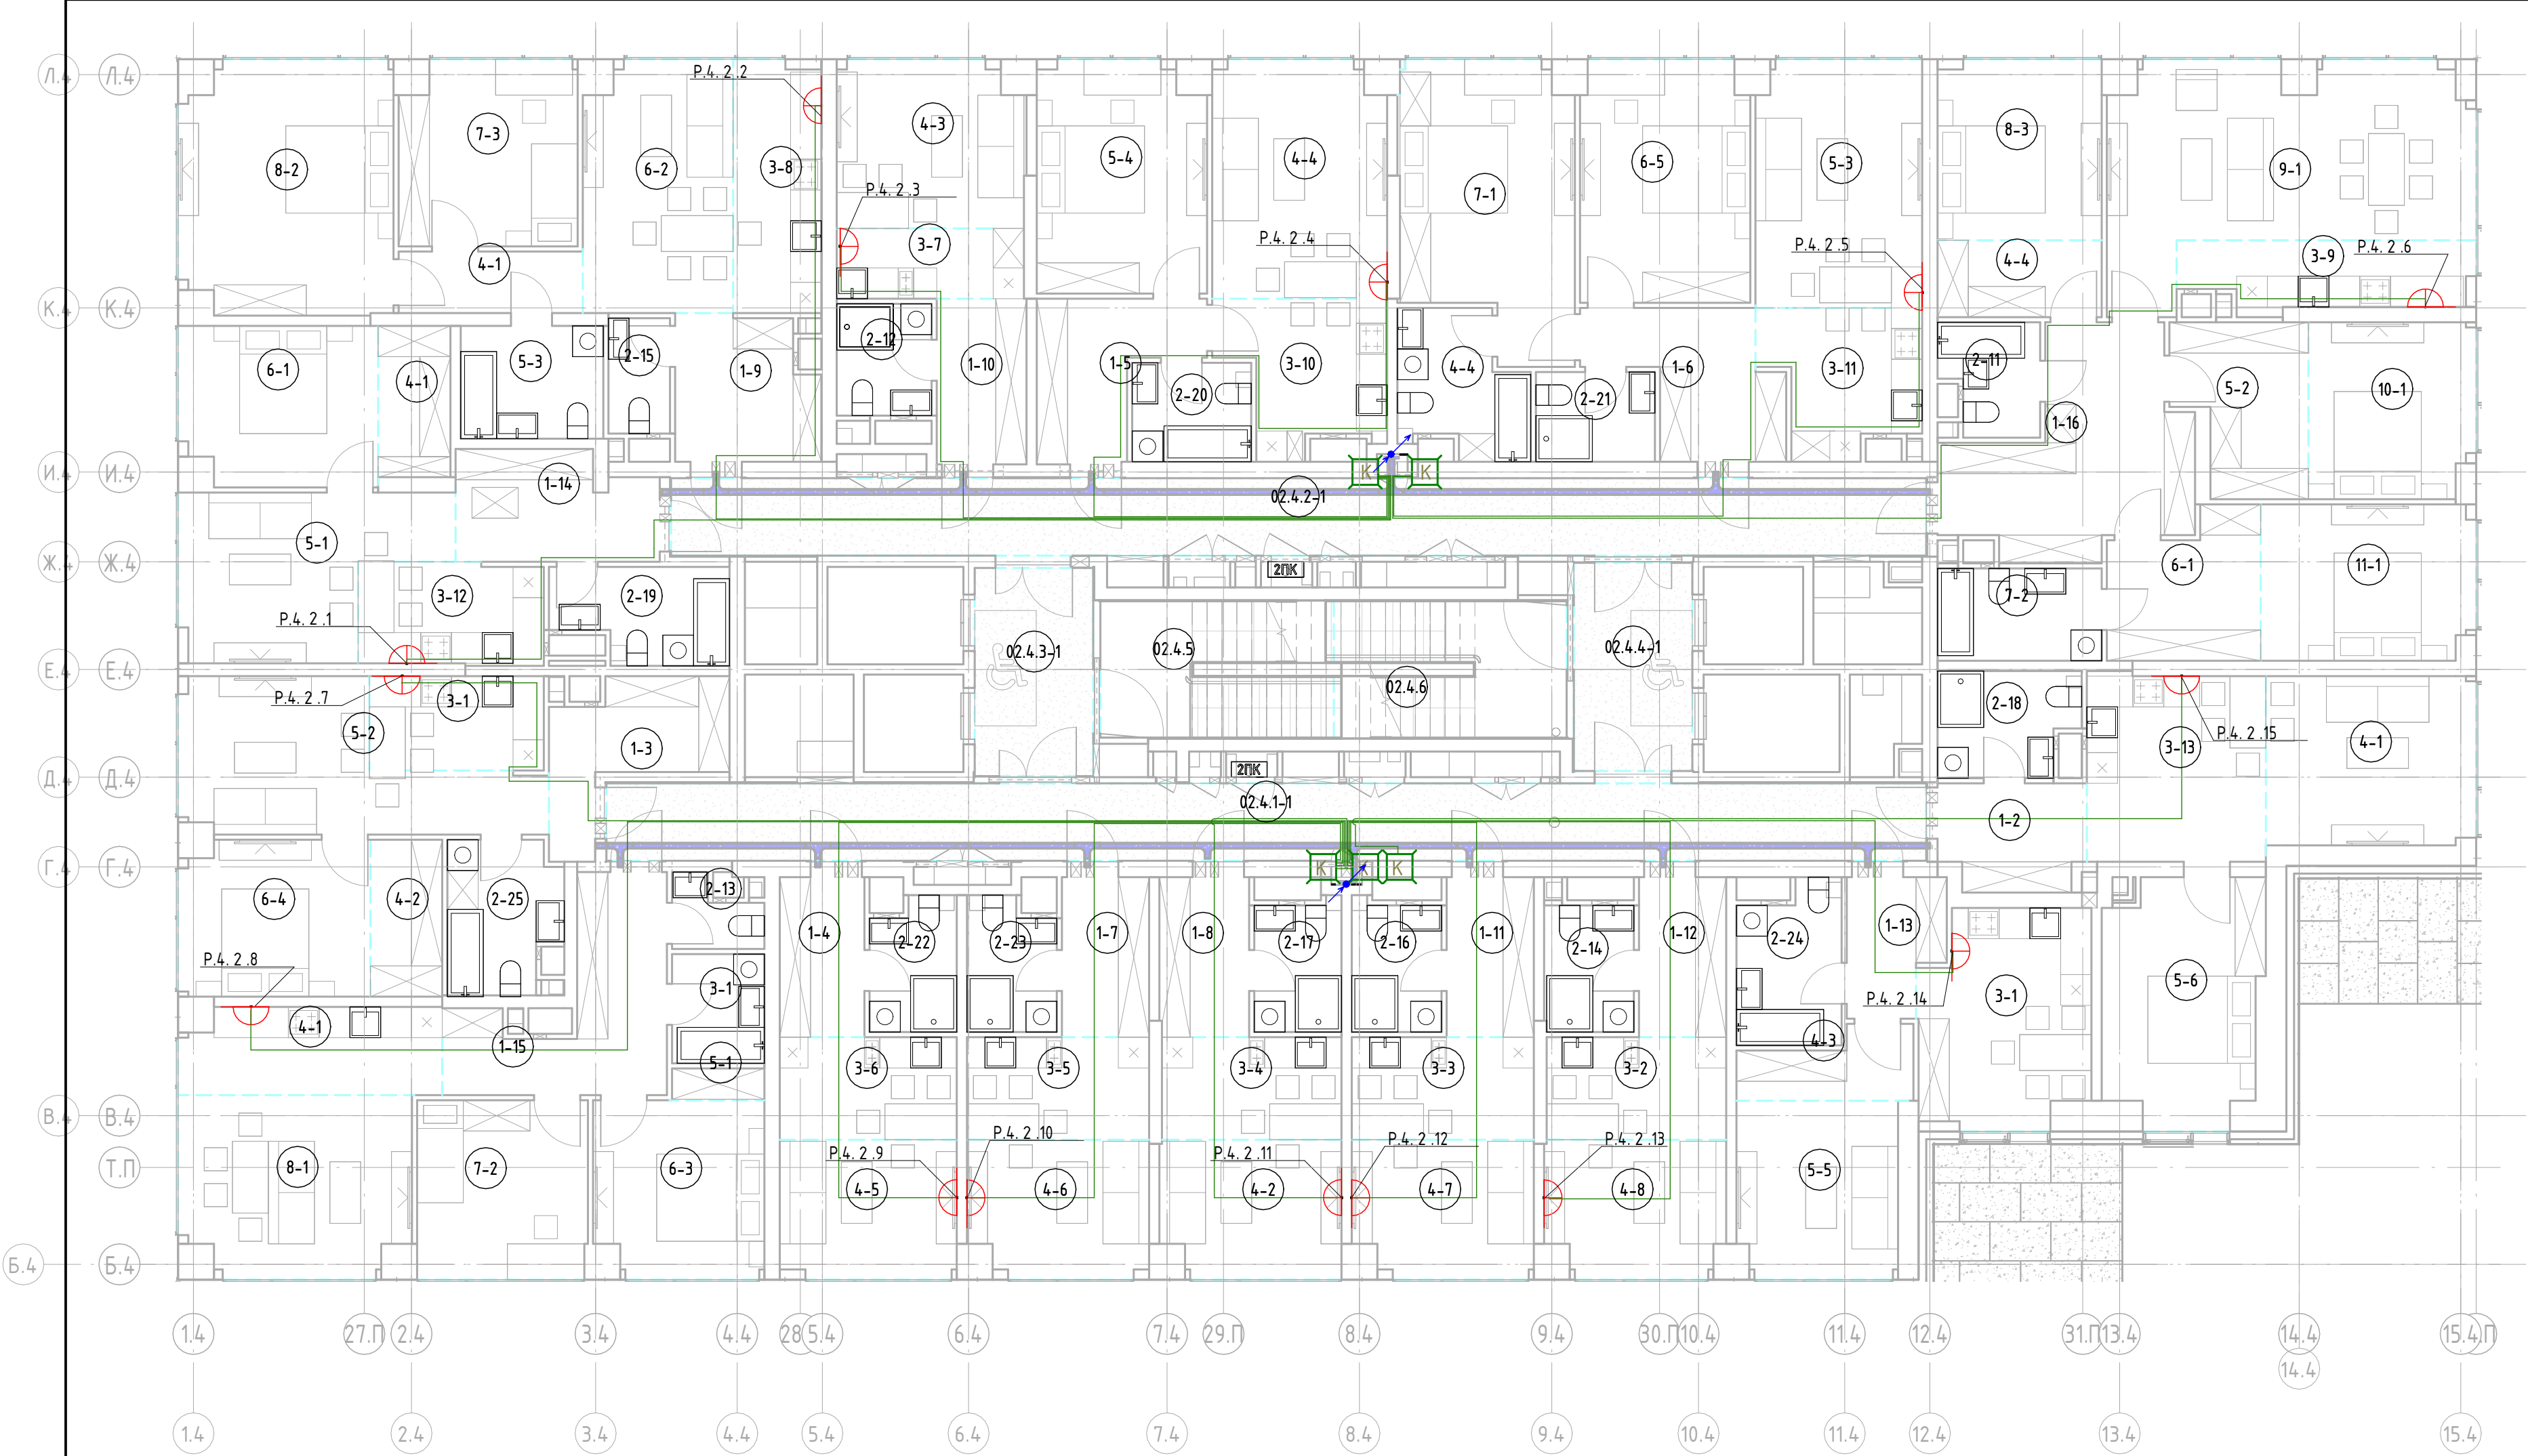 Р.4. 2 .2
Л.4 Л.4
4-3
8-3
7-3
5-4 4-4
6-5 5-3
8-2 6-2 3-8 9-1
Р.4. 2 .3
7-1
Р.4. 2 .4 Р.4. 2 .5 Р.4. 2 .6
3-7
4-1 4-4 3-9
К.4 К.4
2-12
5-3 2-15 2-11
6-1 4-1 1-9 1-10 1-5 3-10 4-4 1-6 3-11 5-2 10-1
2-20 2-21
1-16
И.4 И.4
К К
1-14
02.4.2-1
5-1
Ж.4 Ж.4
2ПК
6-1 11-1
3-12 2-19 7-2
Р.4. 2 .1
02.4.3-1 02.4.5 02.4.4-1
Е.4 Е.4
02.4.6
Р.4. 2 .7 3-1 2-18
5-2 Р.4. 2 .15
1-3 3-13 4-1
2ПК
Д.4 Д.4
02.4.1-1
1-2
Г.4 Г.4
К К К
2-13
6-4 4-2 2-25
1-4 1-7 1-8 1-11 1-12 1-13
2-22 2-23 2-17 2-16 2-14 2-24
Р.4. 2 .8
3-1 5-6
Р.4. 2 .14 3-1
4-1
1-15 4-3
5-1 3-6 3-5 3-4 3-3 3-2
В.4 В.4
Р.4. 2 .9 Р.4. 2 .10 Р.4. 2 .11 Р.4. 2 .12 Р.4. 2 .13
Т.П
8-1 7-2 6-3 5-5
4-5 4-6 4-2 4-7 4-8
Б.4 Б.4
1.4 27.П 2.4 3.4 4.4 28 5.4 6.4 7.4 29.П 8.4 9.4 30.П 10.4 11.4 12.4 31.П 13.4 14.4 15.4 .П
14.4
1.4 2.4 3.4 4.4 5.4 6.4 7.4 8.4 9.4 10.4 11.4 12.4 13.4 15.4